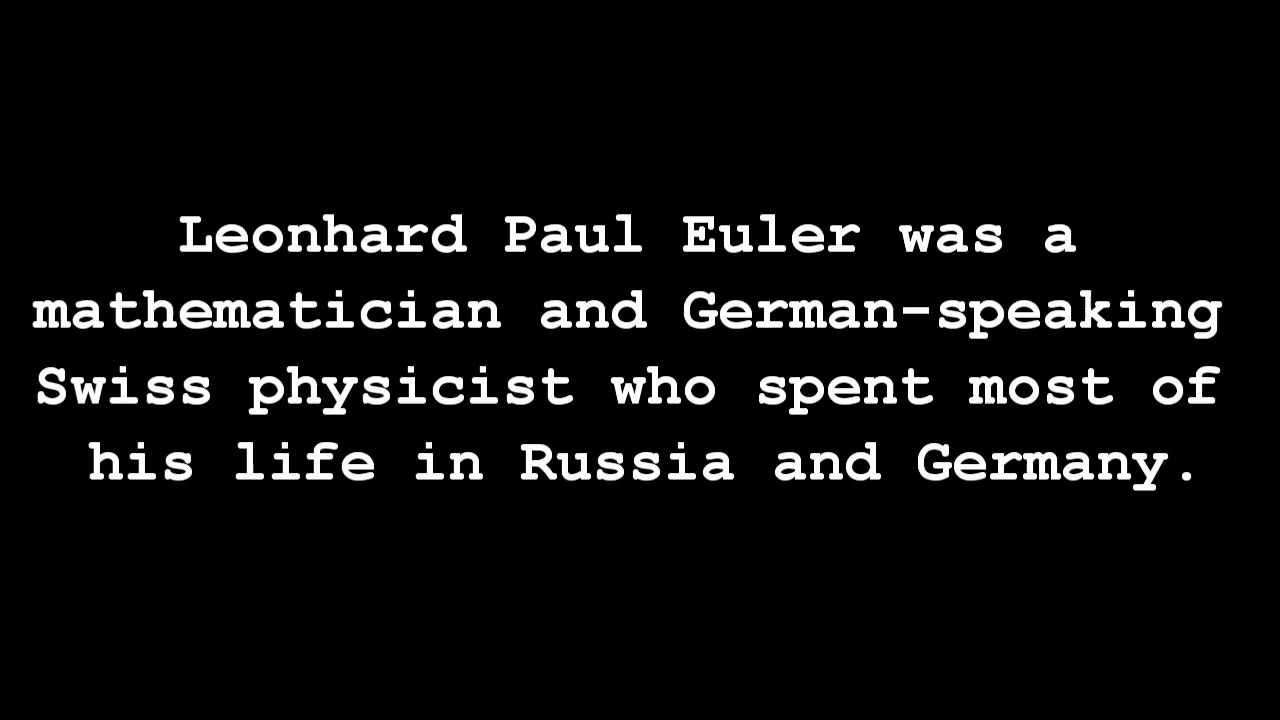 Leonhard Paul Euler was a
mathematician and German-speaking
Swiss physicist who spent most of
his life in Russia and Germany.